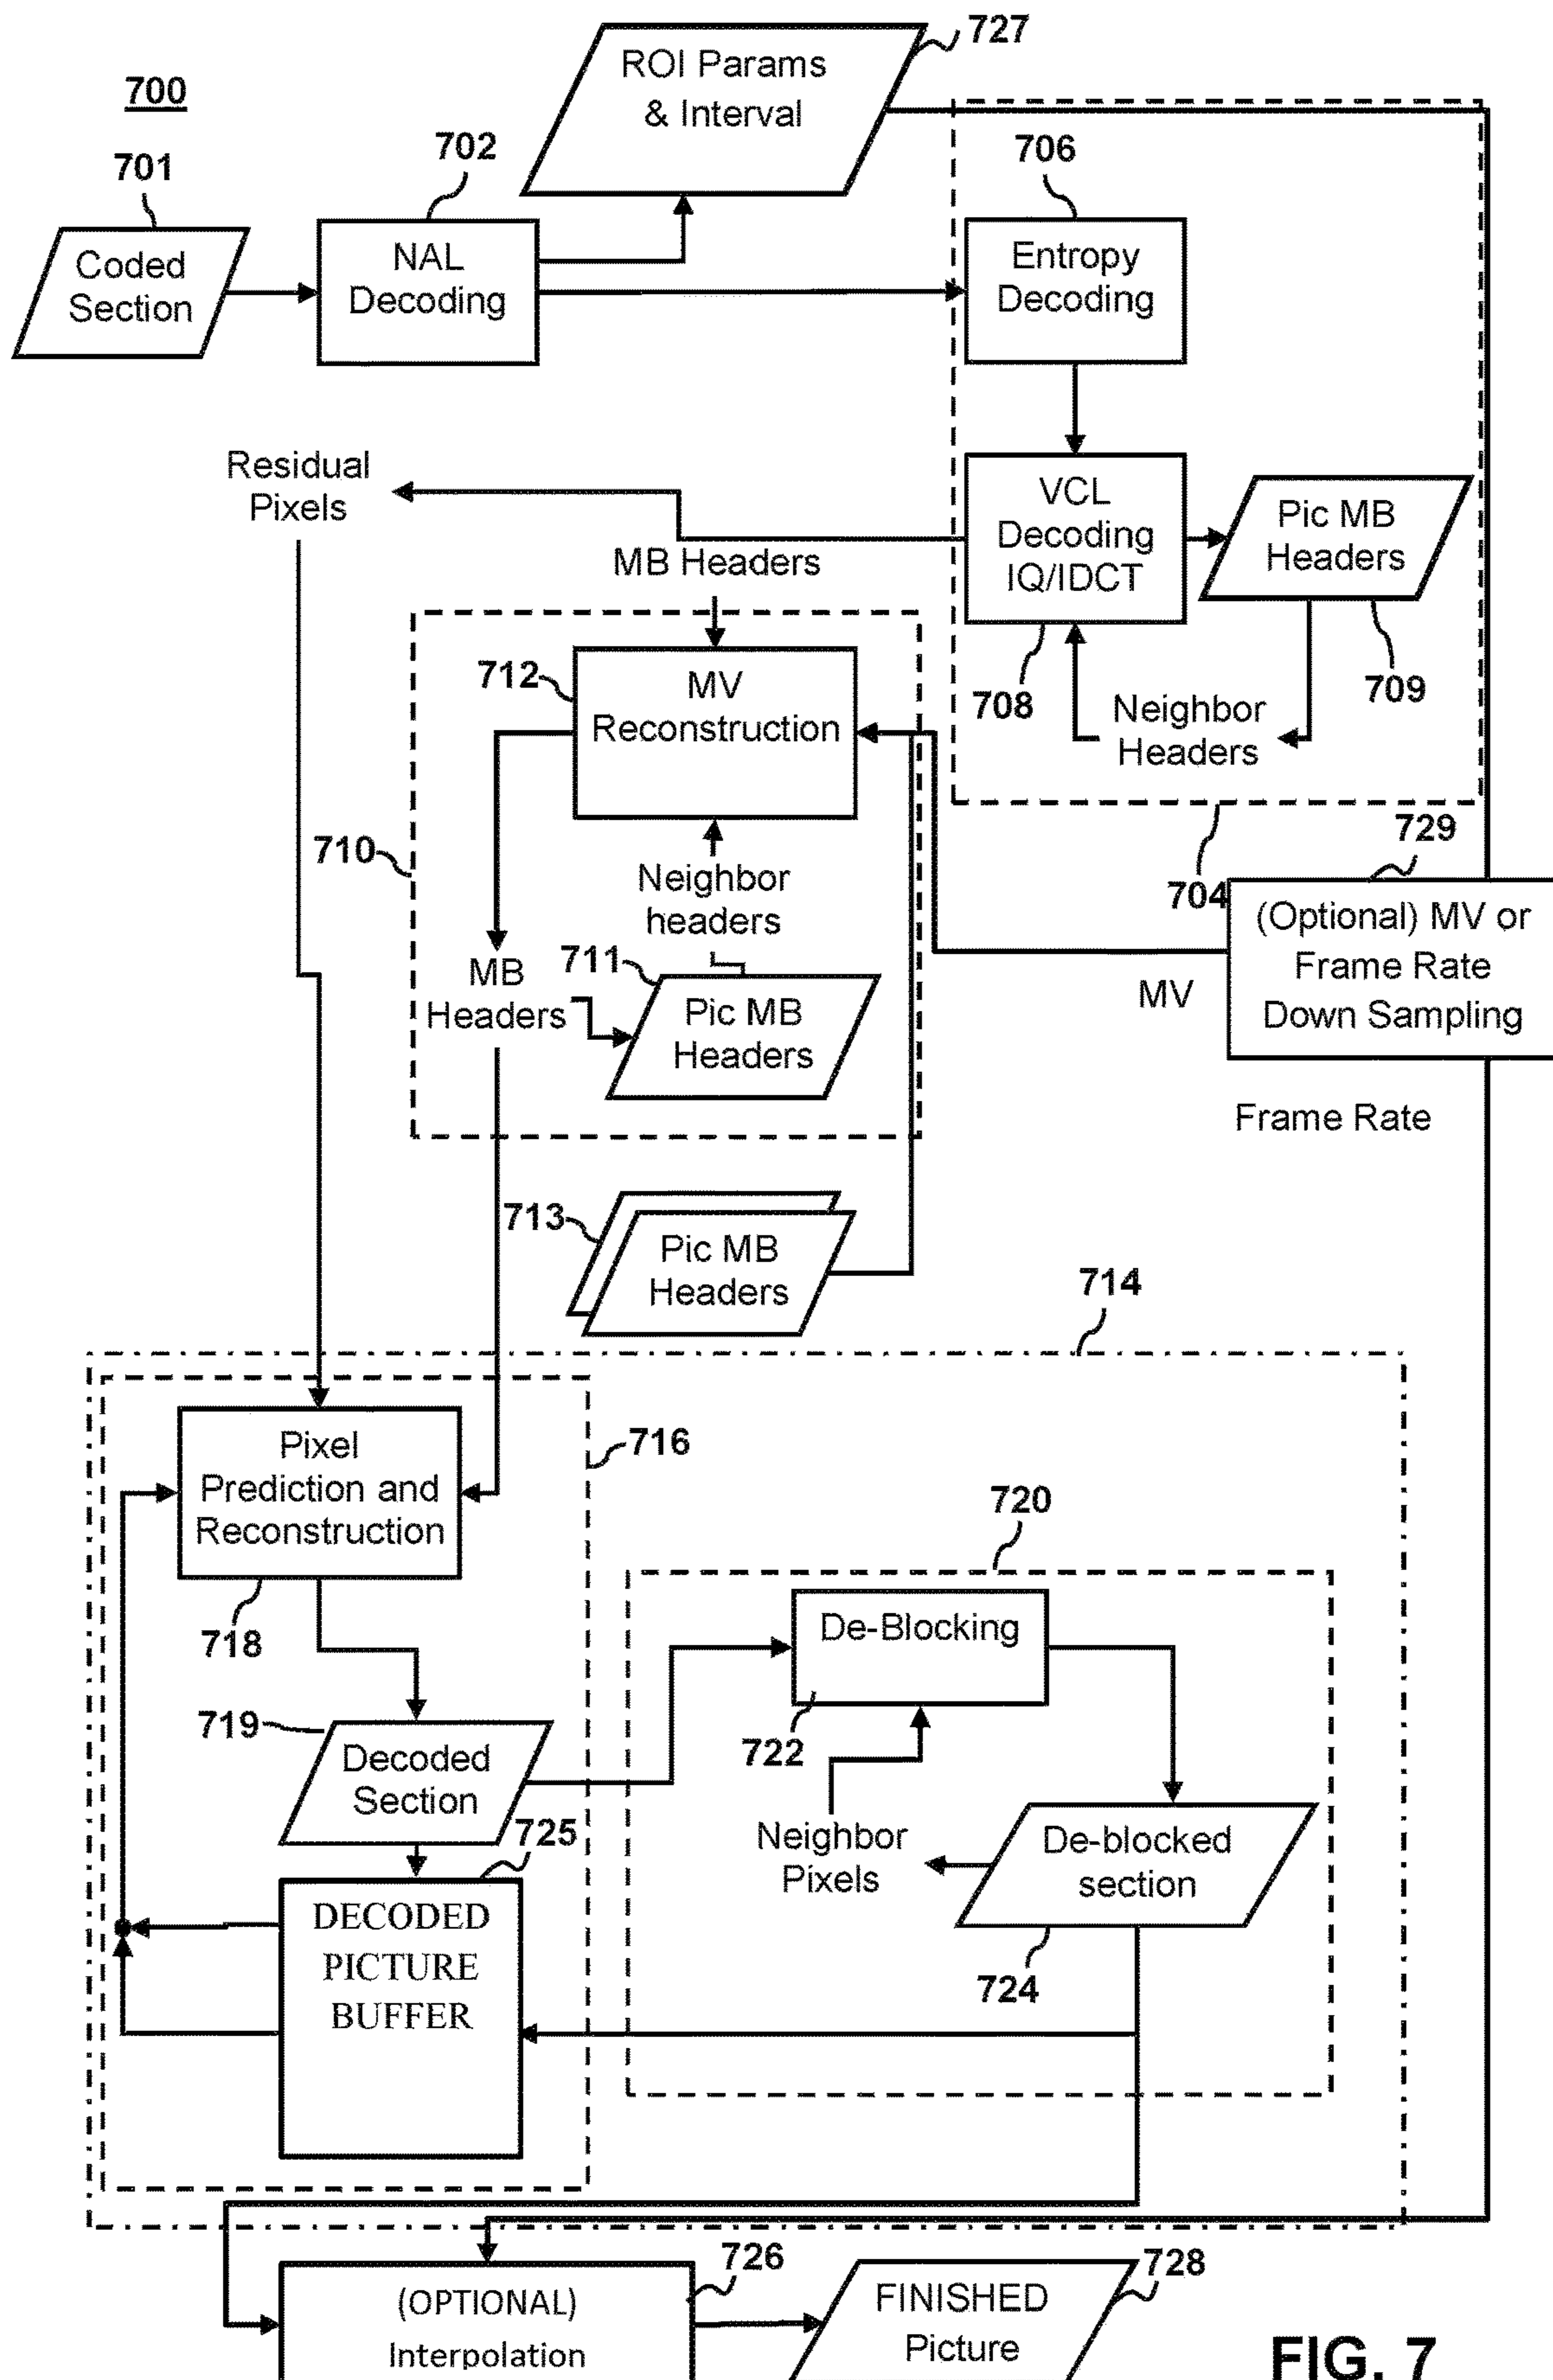 727
ROI Params
& Interval
700
701
702
706
Coded
Section
NAL
Decoding
Entropy
Decoding
Residual
Pixels
VCL
Decoding
IQ/IDCT
Pic MB
Headers
MB Headers
712
MV
Reconstruction
708
709
Neighbor
Headers
710
704
729
Neighbor
headers
711
MB
Headers
Pic MB
Headers
MV
(Optional) MV or
Frame Rate
Down Sampling
Frame Rate
713
Pic MB
Headers
714
716
Pixel
Prediction and
Reconstruction
718
720
De-Blocking
722
719
Decoded
Section
725
Neighbor
Pixels
De-blocked
section
724
DECODED
PICTURE
BUFFER
726
728
(OPTIONAL)
Interpolation
FINISHED
Picture
FIG. 7